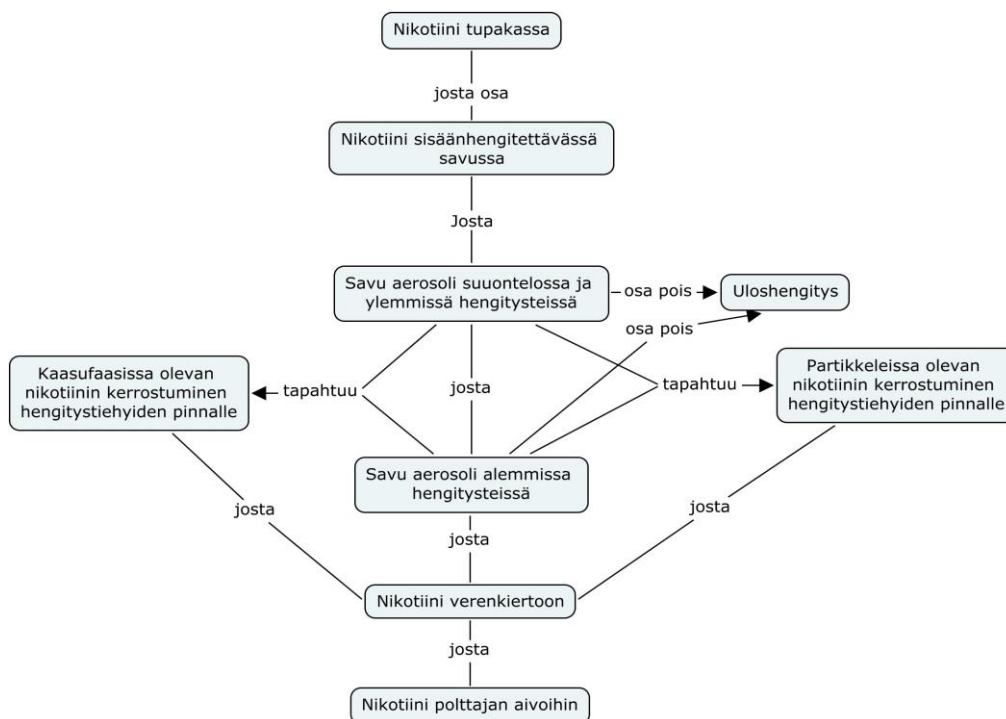 Nikotiini tupakassa
josta osa
Nikotiini sisäänhengitettävässä
savussa
Josta
Savu aerosoli suuontelossa ja
ylemmissä hengitysteissä
osa pois
Uloshengitys
osa pois
Kaasufaasissa olevan
nikotiinin kerrostuminen
hengitystiehyiden pinnalle
tapahtuu
josta
tapahtuu
Partikkeleissa olevan
nikotiinin kerrostuminen
hengitystiehyiden pinnalle
Savu aerosoli alemmissa
hengitysteissä
josta
josta
josta
Nikotiini verenkiertoon
josta
Nikotiini polttajan aivoihin